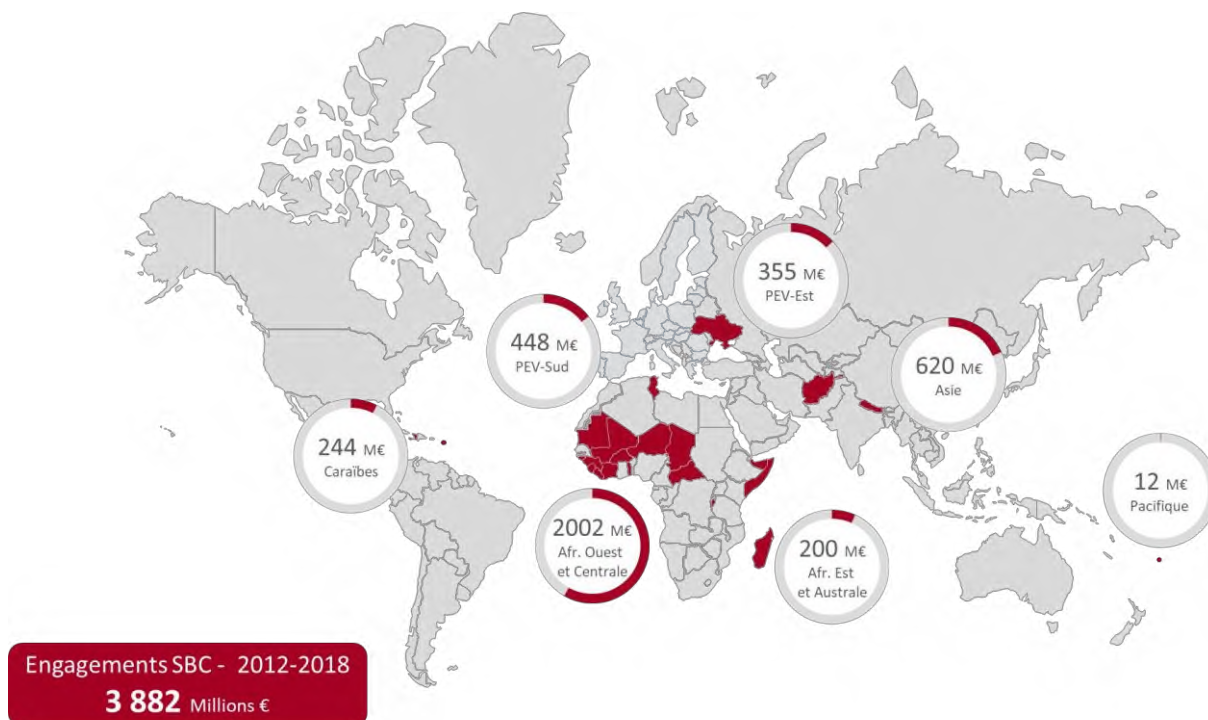 355 M€
PEV-Est
448 M€
PEV-Sud
620 M€
Asie
244 M€
Caraïbes
12 M€
Pacifique
2002 M€
Afr. Ouest
et Centrale
200 M€
Afr. Est
et Australe
Engagements SBC - 2012-2018
3 882 Millions €